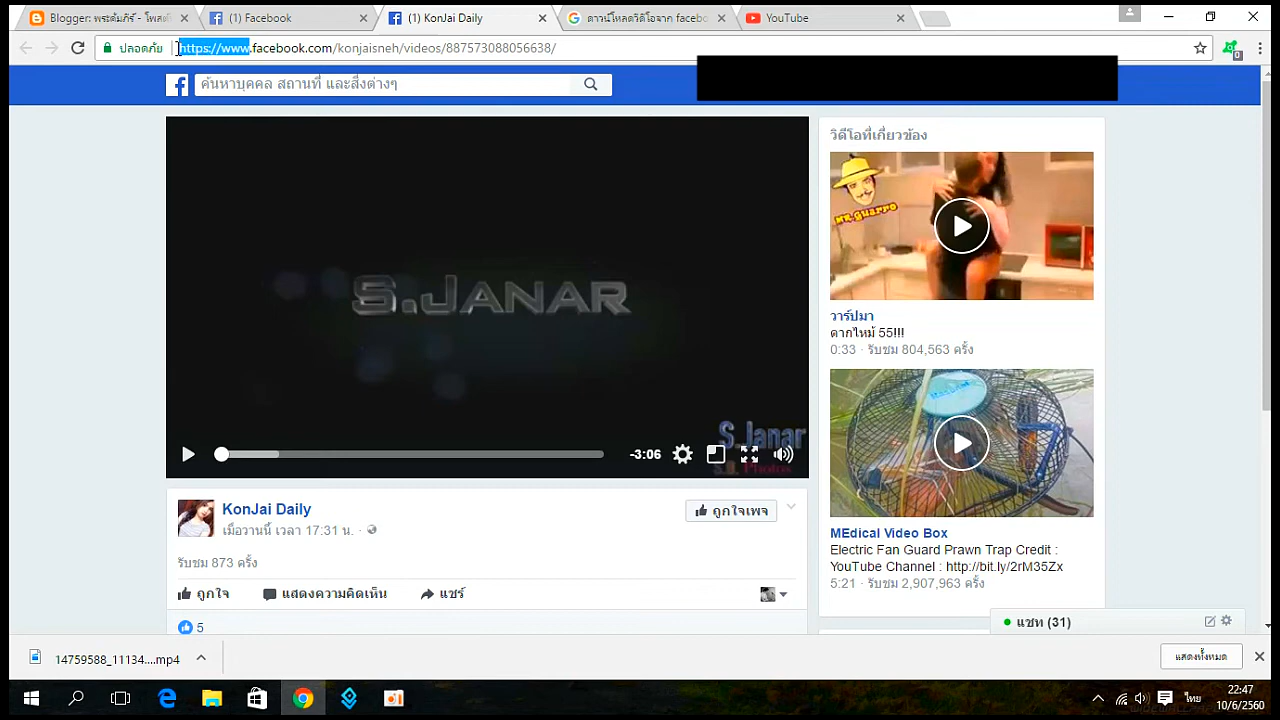 Blogger: พระดัมภีร์ - โพสต์
(1) Facebook
(1) KonJai Daily
ดาวน์โหลดวิดีโอจาก facebo
YouTube
ปลอดภัย
https://www.facebook.com/konjaisneh/videos/887573088056638/
0
ค้นหาบุคคล สถานที่ และสิ่งต่างๆ
S.JANAR
S.Janar
-3:06
KonJai Daily
เมื่อวานนี้ เวลา 17:31 น. ·
ถูกใจเพจ
รับชม 873 ครั้ง
ถูกใจ
แสดงความคิดเห็น
แชร์
5
วิดีโอที่เกี่ยวข้อง
MR.GUARRO
วาร์ปมา
ดากใหม้ 55!!!
0:33 · รับชม 804,563 ครั้ง
MEdical Video Box
Electric Fan Guard Prawn Trap Credit :
YouTube Channel : http://bit.ly/2rM35Zx
5:21 · รับชม 2,907,963 ครั้ง
แชท (31)
14759588_11134....mp4
แสดงทั้งหมด
ไทย
22:47
10/6/2560